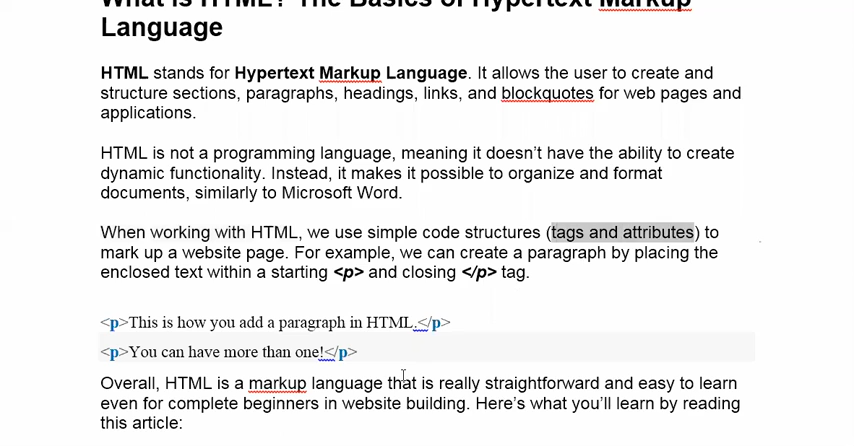 What is HTML? The Basics of Hypertext Markup
Language
HTML stands for Hypertext Markup Language. It allows the user to create and
structure sections, paragraphs, headings, links, and blockquotes for web pages and
applications.
HTML is not a programming language, meaning it doesn’t have the ability to create
dynamic functionality. Instead, it makes it possible to organize and format
documents, similarly to Microsoft Word.
When working with HTML, we use simple code structures (tags and attributes) to
mark up a website page. For example, we can create a paragraph by placing the
enclosed text within a starting <p> and closing </p> tag.
<p>This is how you add a paragraph in HTML.</p>
<p>You can have more than one!</p>
Overall, HTML is a markup language that is really straightforward and easy to learn
even for complete beginners in website building. Here’s what you’ll learn by reading
this article: